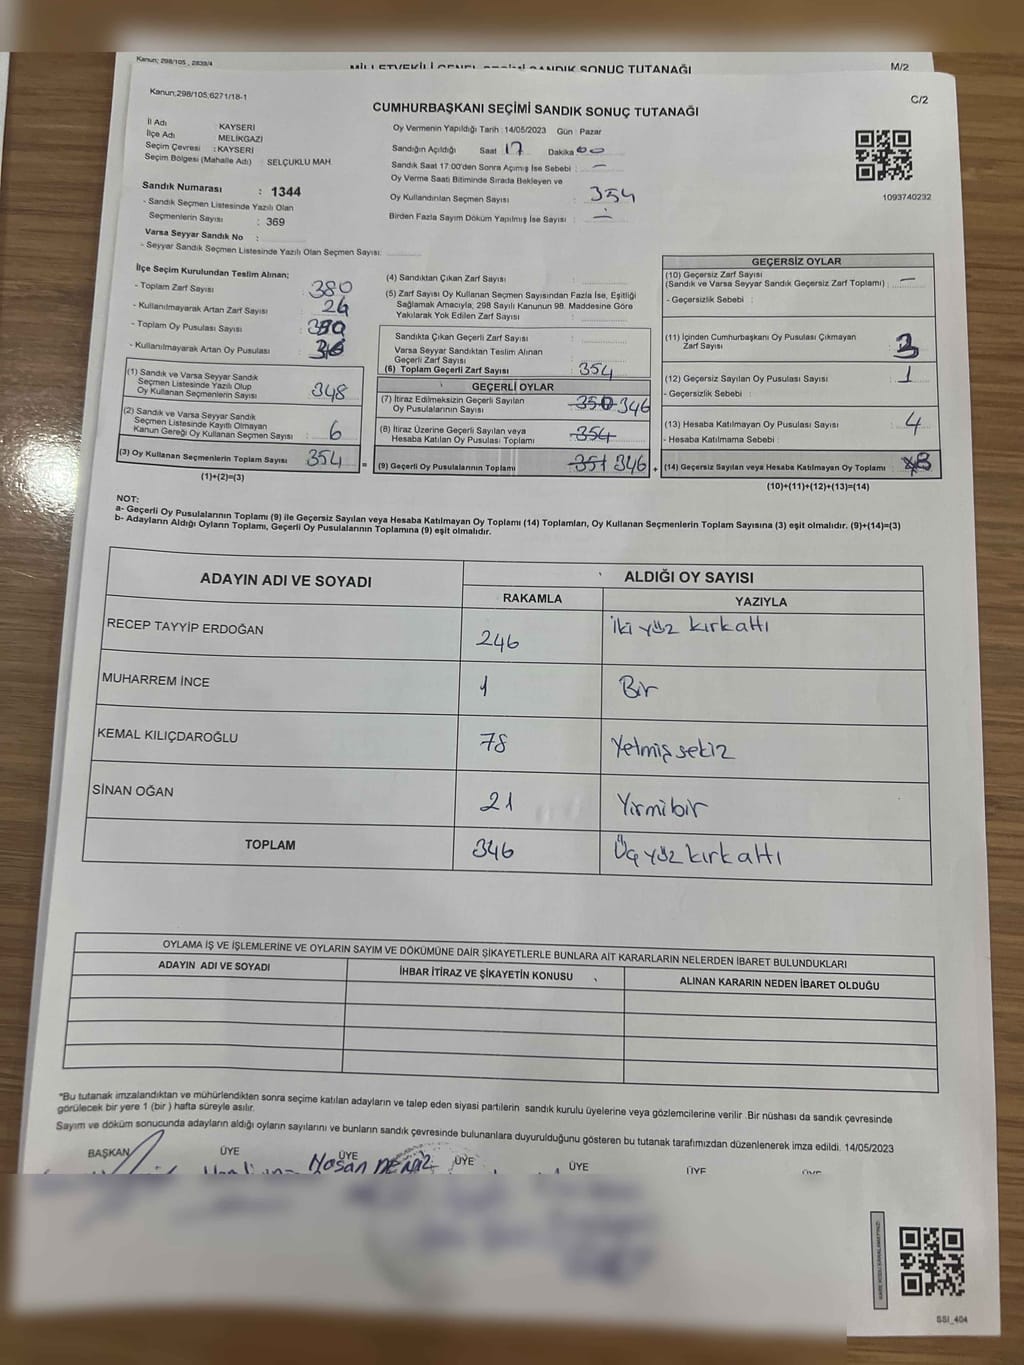 Kanun; 298/105, 2839/4
SONUÇ TUTANAĞI
M/2
Kanun;298/105;6271/18-1
C/2
CUMHURBAŞKANI SEÇİMİ SANDIK SONUÇ TUTANAĞI
İl Adı : KAYSERİ
İlçe Adı : MELİKGAZİ
Seçim Çevresi : KAYSERİ
Seçim Bölgesi (Mahalle Adı) : SELÇUKLU MAH.
Oy Vermenin Yapıldığı Tarih :14/05/2023 Gün : Pazar
Sandığın Açıldığı Saat 17 Dakika 00
Sandık Saat 17:00'den Sonra Açımış İse Sebebi : —
Oy Verme Saati Bitiminde Sırada Bekleyen ve
Oy Kullandırılan Seçmen Sayısı : 354
Birden Fazla Sayım Döküm Yapılmış İse Sayısı : —
1093740232
Sandık Numarası : 1344
- Sandık Seçmen Listesinde Yazılı Olan
Seçmenlerin Sayısı : 369
Varsa Seyyar Sandık No :
- Seyyar Sandık Seçmen Listesinde Yazılı Olan Seçmen Sayısı:
İlçe Seçim Kurulundan Teslim Alınan;
- Toplam Zarf Sayısı : 380
- Kullanılmayarak Artan Zarf Sayısı : 26
- Toplam Oy Pusulası Sayısı :
- Kullanılmayarak Artan Oy Pusulası :
(1) Sandık ve Varsa Seyyar Sandık
Seçmen Listesinde Yazılı Olup
Oy Kullanan Seçmenlerin Sayısı : 348
(2) Sandık ve Varsa Seyyar Sandık
Seçmen Listesinde Kayıtlı Olmayan
Kanun Gereği Oy Kullanan Seçmen Sayısı : 6
(3) Oy Kullanan Seçmenlerin Toplam Sayısı : 354
(1)+(2)=(3)
(4) Sandıktan Çıkan Zarf Sayısı :
(5) Zarf Sayısı Oy Kullanan Seçmen Sayısından Fazla İse, Eşitliği
Sağlamak Amacıyla; 298 Sayılı Kanunun 98. Maddesine Göre
Yakılarak Yok Edilen Zarf Sayısı :
Sandıkta Çıkan Geçerli Zarf Sayısı :
Varsa Seyyar Sandıktan Teslim Alınan
Geçerli Zarf Sayısı :
(6) Toplam Geçerli Zarf Sayısı : 354
GEÇERLİ OYLAR
(7) İtiraz Edilmeksizin Geçerli Sayılan
Oy Pusulalarının Sayısı : 350 346
(8) İtiraz Üzerine Geçerli Sayılan veya
Hesaba Katılan Oy Pusulası Toplamı : 354
= (9) Geçerli Oy Pusulalarının Toplamı : 351 346 +
GEÇERSİZ OYLAR
(10) Geçersiz Zarf Sayısı
(Sandık ve Varsa Seyyar Sandık Geçersiz Zarf Toplamı) : —
- Geçersizlik Sebebi :
(11) İçinden Cumhurbaşkanı Oy Pusulası Çıkmayan
Zarf Sayısı : 3
(12) Geçersiz Sayılan Oy Pusulası Sayısı : 1
- Geçersizlik Sebebi :
(13) Hesaba Katılmayan Oy Pusulası Sayısı : 4
- Hesaba Katılmama Sebebi :
(14) Geçersiz Sayılan veya Hesaba Katılmayan Oy Toplamı : 8
(10)+(11)+(12)+(13)=(14)
NOT:
a- Geçerli Oy Pusulalarının Toplamı (9) ile Geçersiz Sayılan veya Hesaba Katılmayan Oy Toplamı (14) Toplamları, Oy Kullanan Seçmenlerin Toplam Sayısına (3) eşit olmalıdır. (9)+(14)=(3)
b- Adayların Aldığı Oyların Toplamı, Geçerli Oy Pusulalarının Toplamına (9) eşit olmalıdır.
ADAYIN ADI VE SOYADI
ALDIĞI OY SAYISI
RAKAMLA YAZIYLA
RECEP TAYYİP ERDOĞAN 246 İki yüz kırkaltı
MUHARREM İNCE 1 Bir
KEMAL KILIÇDAROĞLU 78 Yetmiş sekiz
SİNAN OĞAN 21 Yirmibir
TOPLAM 346 Üç yüz kırkaltı
OYLAMA İŞ VE İŞLEMLERİNE VE OYLARIN SAYIM VE DÖKÜMÜNE DAİR ŞİKAYETLERLE BUNLARA AİT KARARLARIN NELERDEN İBARET BULUNDUKLARI
ADAYIN ADI VE SOYADI İHBAR İTİRAZ VE ŞİKAYETİN KONUSU ALINAN KARARIN NEDEN İBARET OLDUĞU
*Bu tutanak imzalandıktan ve mühürlendikten sonra seçime katılan adayların ve talep eden siyasi partilerin sandık kurulu üyelerine veya gözlemcilerine verilir .Bir nüshası da sandık çevresinde
görülecek bir yere 1 (bir ) hafta süreyle asılır.
Sayım ve döküm sonucunda adayların aldığı oyların sayılarını ve bunların sandık çevresinde bulunanlara duyurulduğunu gösteren bu tutanak tarafımızdan düzenlenerek imza edildi. 14/05/2023
BAŞKAN ÜYE ÜYE ÜYE ÜYE ÜYE ÜYE
Hasan DENİZ
SSI_404